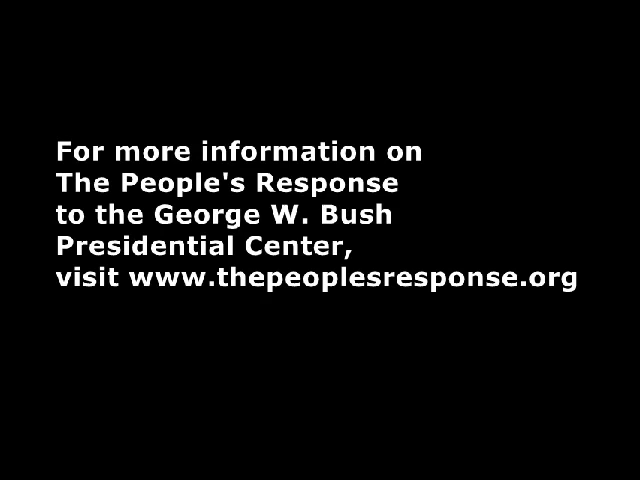 For more information on
The People's Response
to the George W. Bush
Presidential Center,
visit www.thepeoplesresponse.org